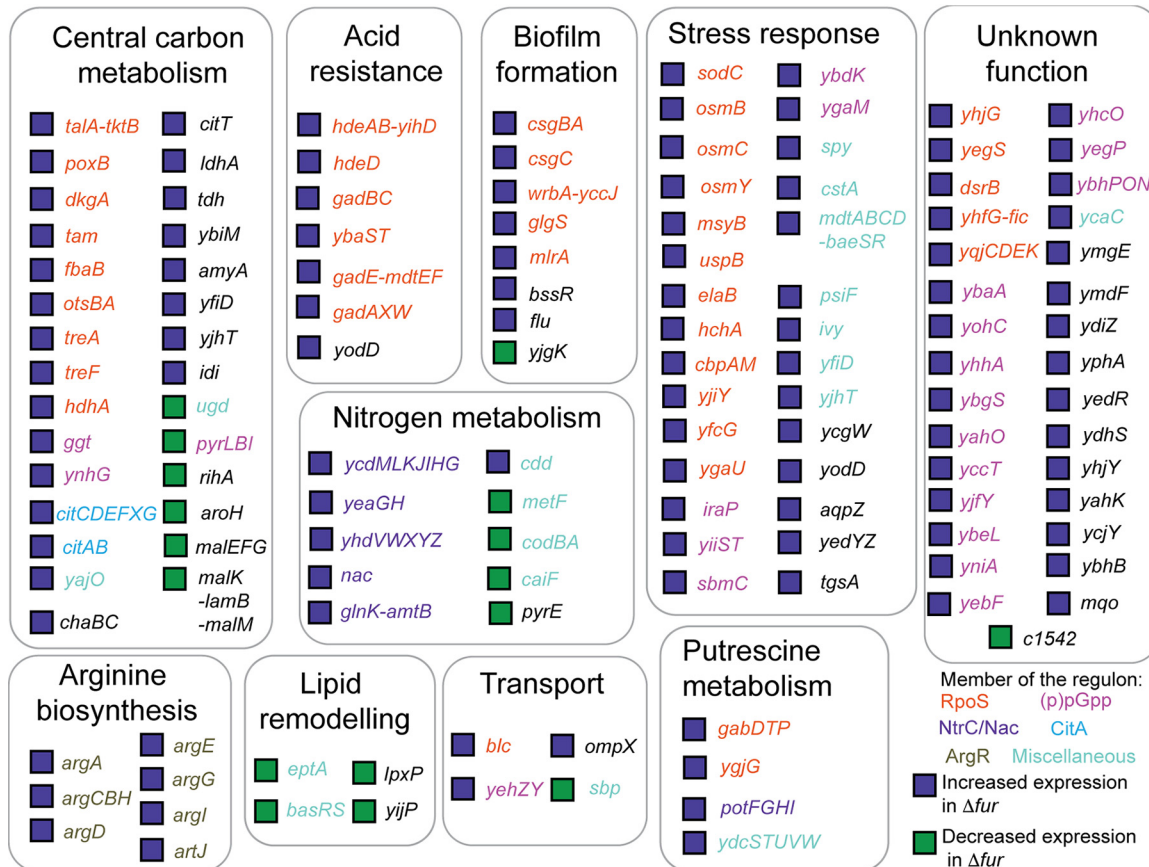 Central carbon
metabolism
talA-tktB
poxB
dkgA
tam
fbaB
otsBA
treA
treF
hdhA
ggt
ynhG
citCDEFXG
citAB
yajO
chaBC
citT
ldhA
tdh
ybiM
amyA
yfiD
yjhT
idi
ugd
pyrLBI
rihA
aroH
malEFG
malK
-lamB
-malM
Acid
resistance
hdeAB-yihD
hdeD
gadBC
ybaST
gadE-mdtEF
gadAXW
yodD
Biofilm
formation
csgBA
csgC
wrbA-yccJ
glgS
mlrA
bssR
flu
yjgK
Nitrogen metabolism
ycdMLKJIHG
yeaGH
yhdVWXYZ
nac
glnK-amtB
cdd
metF
codBA
caiF
pyrE
Stress response
sodC
osmB
osmC
osmY
msyB
uspB
elaB
hchA
cbpAM
yjiY
yfcG
ygaU
iraP
yiiST
sbmC
ybdK
ygaM
spy
cstA
mdtABCD
-baeSR
psiF
ivy
yfiD
yjhT
ycgW
yodD
aqpZ
yedYZ
tgsA
Unknown
function
yhjG
yegS
dsrB
yhfG-fic
yqjCDEK
ybaA
yohC
yhhA
ybgS
yahO
yccT
yjfY
ybeL
yniA
yebF
yhcO
yegP
ybhPON
ycaC
ymgE
ymdF
ydiZ
yphA
yedR
ydhS
yhjY
yahK
ycjY
ybhB
mqo
c1542
Arginine
biosynthesis
argA
argCBH
argD
argE
argG
argI
artJ
Lipid
remodelling
eptA
basRS
lpxP
yijP
Transport
blc
yehZY
ompX
sbp
Putrescine
metabolism
gabDTP
ygjG
potFGHI
ydcSTUVW
Member of the regulon:
RpoS (p)pGpp
NtrC/Nac CitA
ArgR Miscellaneous
Increased expression
in Δfur
Decreased expression
in Δfur